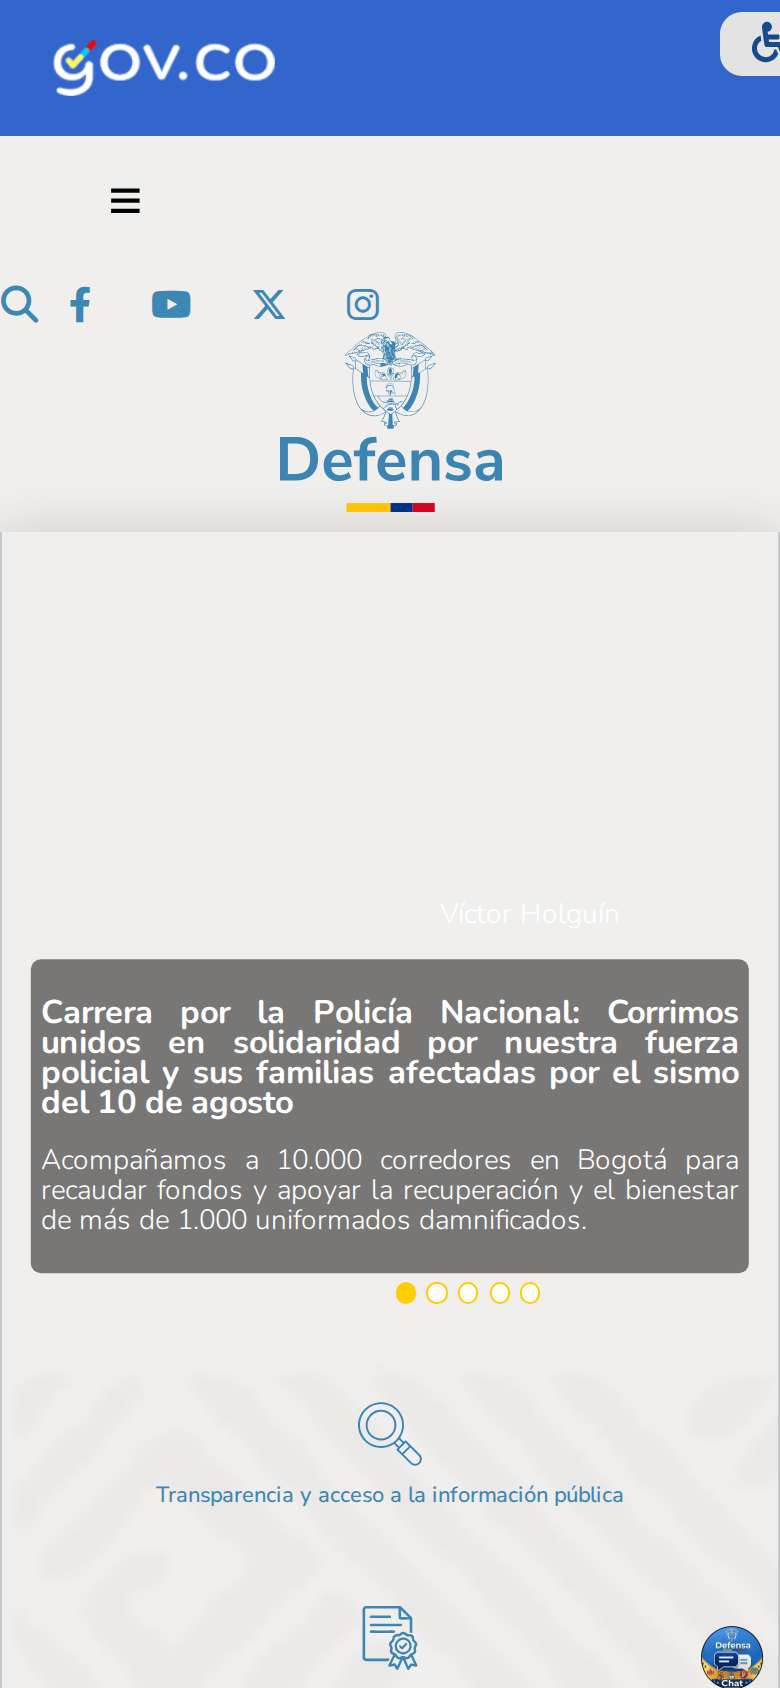 gov.co
Defensa
Víctor Holguín
Carrera por la Policía Nacional: Corrimos
unidos en solidaridad por nuestra fuerza
policial y sus familias afectadas por el sismo
del 10 de agosto
Acompañamos a 10.000 corredores en Bogotá para
recaudar fondos y apoyar la recuperación y el bienestar
de más de 1.000 uniformados damnificados.
Transparencia y acceso a la información pública
Defensa
Chat